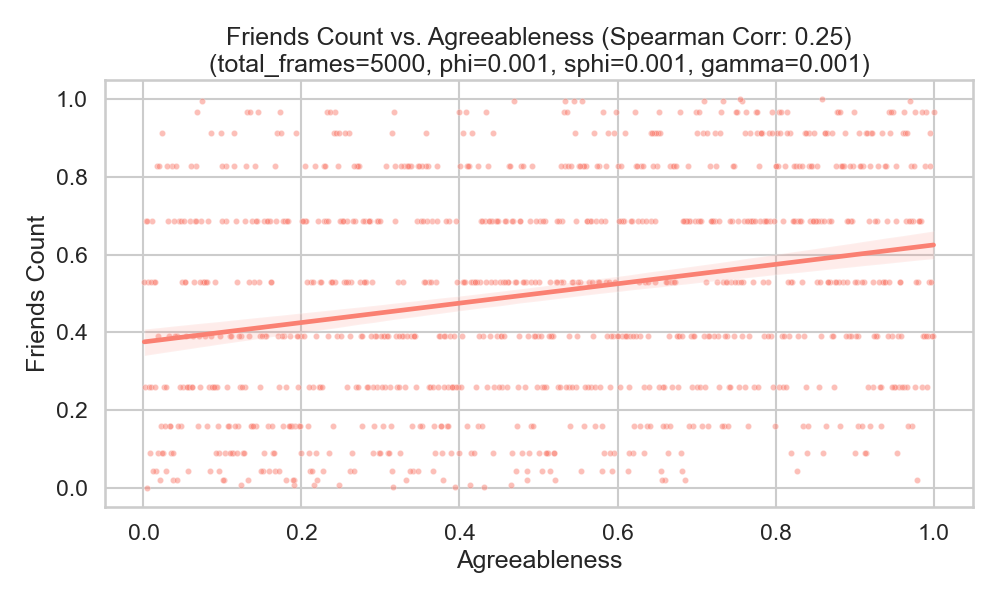 Friends Count vs. Agreeableness (Spearman Corr: 0.25)
(total_frames=5000, phi=0.001, sphi=0.001, gamma=0.001)
Friends Count
1.0
0.8
0.6
0.4
0.2
0.0
0.0 0.2 0.4 0.6 0.8 1.0
Agreeableness